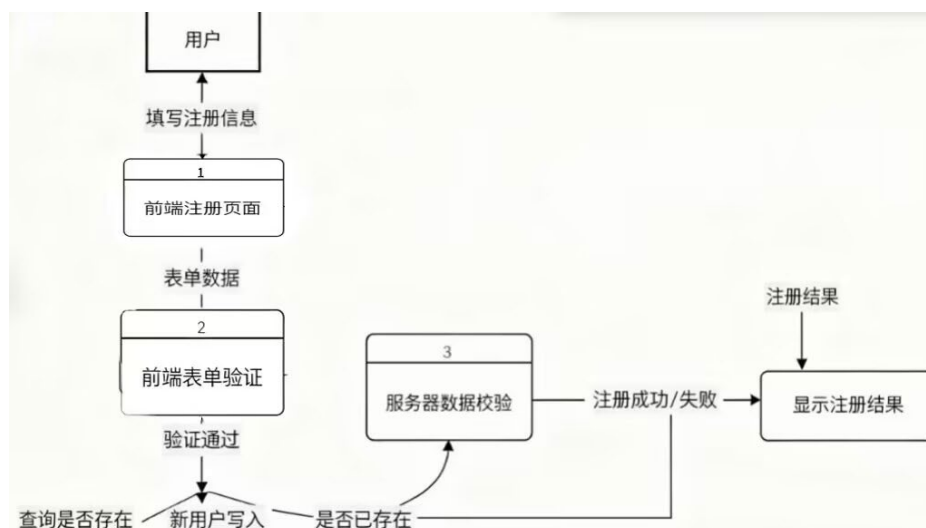 用户
填写注册信息
1
前端注册页面
表单数据
2
前端表单验证
验证通过
查询是否存在
新用户写入
是否已存在
3
服务器数据校验
注册成功/失败
注册结果
显示注册结果